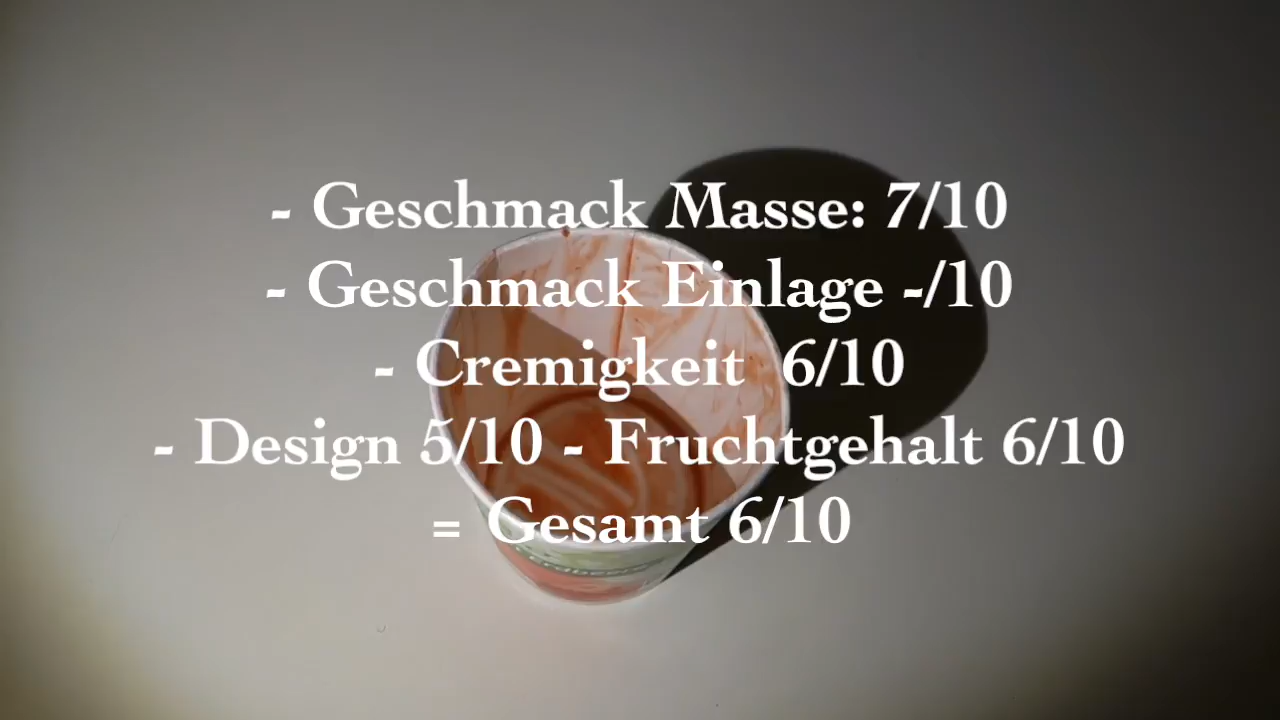 - Geschmack Masse: 7/10
- Geschmack Einlage -/10
- Cremigkeit  6/10
- Design 5/10 - Fruchtgehalt 6/10
= Gesamt 6/10
Erdbeere